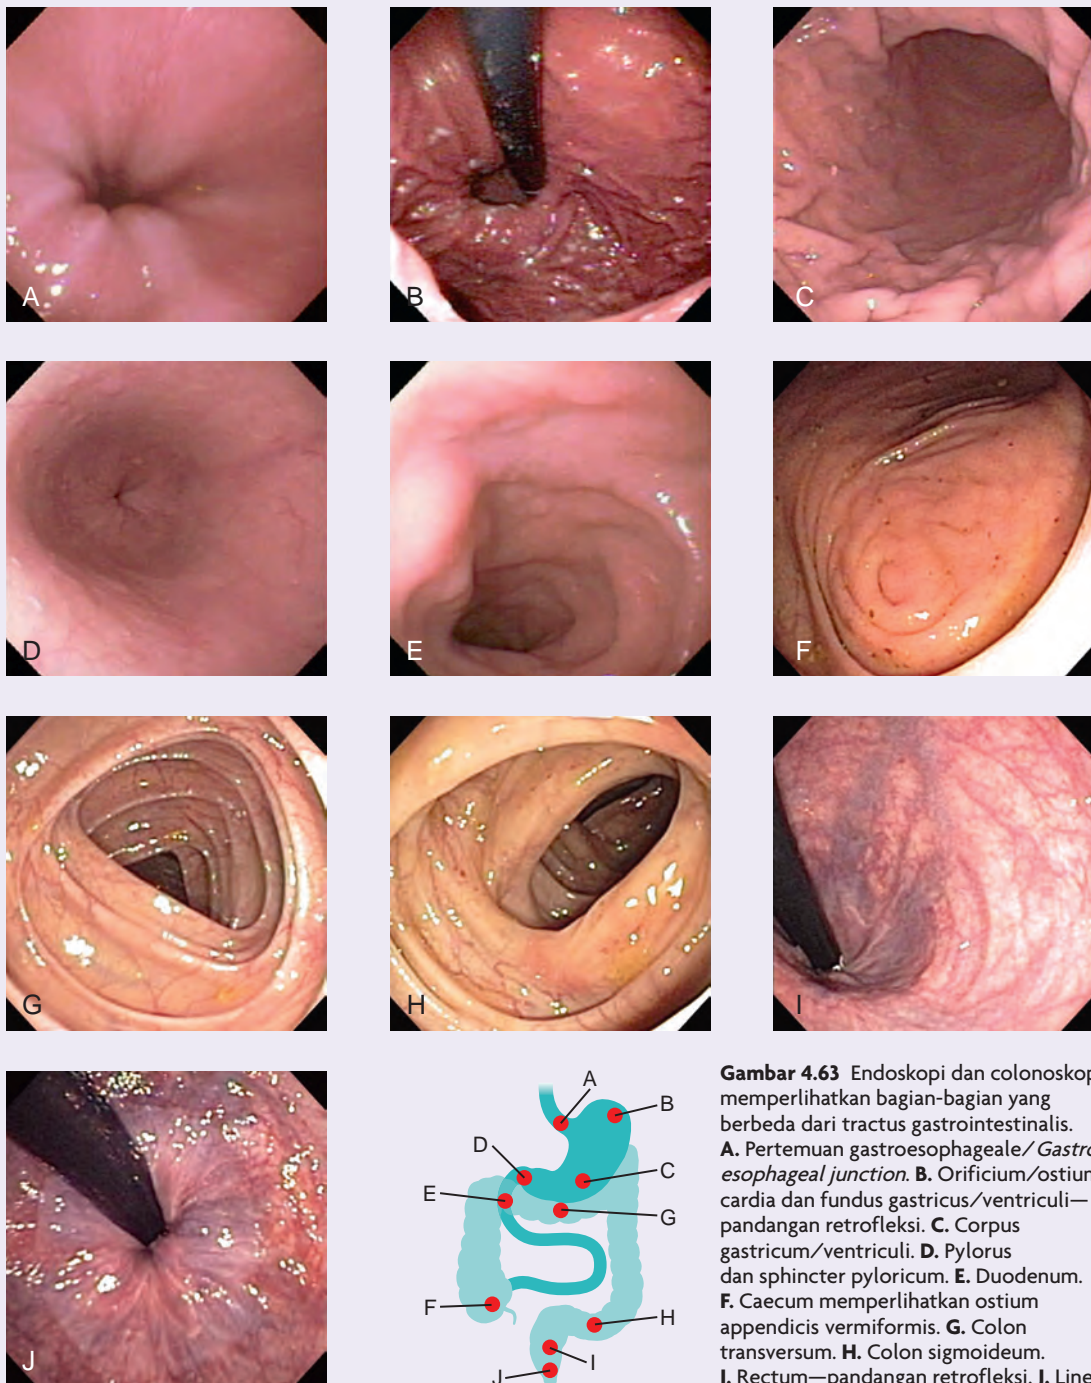 A
B
C
D
E
F
G
H
I
J
A
B
D
C
E
G
F
H
I
J
Gambar 4.63 Endoskopi dan colonoskop
memperlihatkan bagian-bagian yang
berbeda dari tractus gastrointestinalis.
A. Pertemuan gastroesophageale/Gastro
esophageal junction. B. Orificium/ostium
cardia dan fundus gastricus/ventriculi—
pandangan retrofleksi. C. Corpus
gastricum/ventriculi. D. Pylorus
dan sphincter pyloricum. E. Duodenum.
F. Caecum memperlihatkan ostium
appendicis vermiformis. G. Colon
transversum. H. Colon sigmoideum.
I. Rectum—pandangan retrofleksi. J. Line